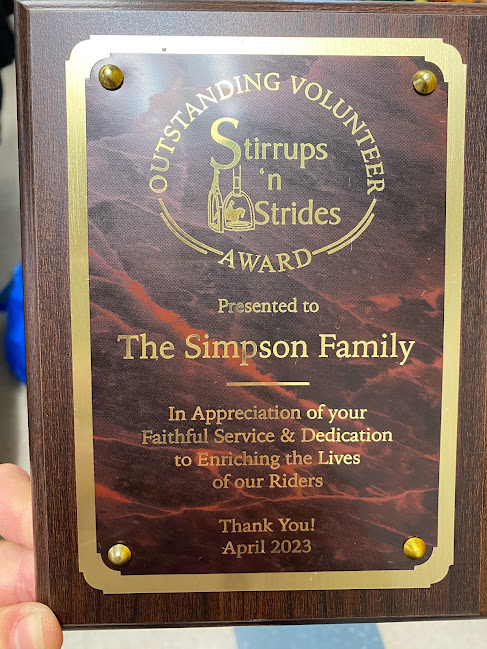 OUTSTANDING VOLUNTEER
Stirrups
'n
Strides
AWARD
Presented to
The Simpson Family
In Appreciation of your
Faithful Service & Dedication
to Enriching the Lives
of our Riders
Thank You!
April 2023